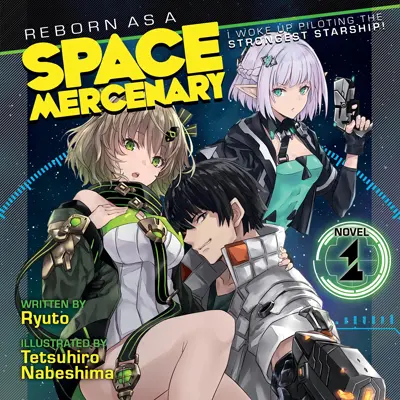 REBORN AS A
SPACE
MERCENARY
I WOKE UP PILOTING THE
STRONGEST STARSHIP!
NOVEL
1
WRITTEN BY
Ryuto
ILLUSTRATED BY
Tetsuhiro
Nabeshima